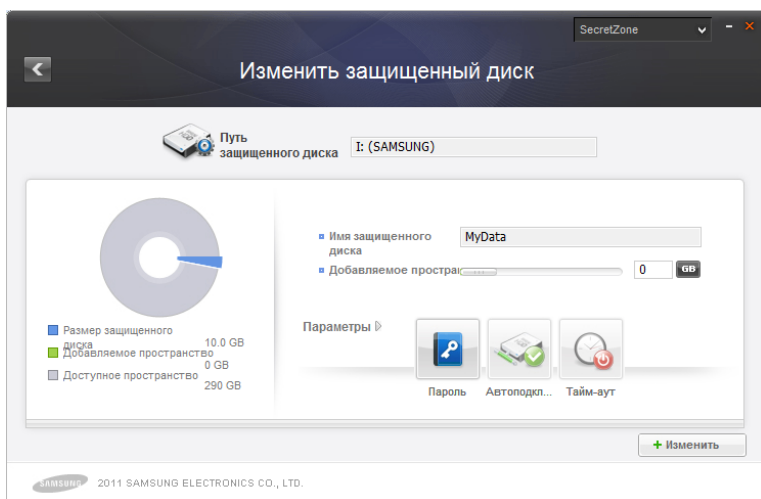 SecretZone
Изменить защищенный диск
Путь
защищенного диска
I: (SAMSUNG)
Имя защищенного
диска
MyData
Добавляемое простра
0
GB
Размер защищенного
диска
10.0 GB
Добавляемое пространство
0 GB
Доступное пространство
290 GB
Параметры
Пароль
Автоподкл...
Тайм-аут
+ Изменить
SAMSUNG 2011 SAMSUNG ELECTRONICS CO., LTD.